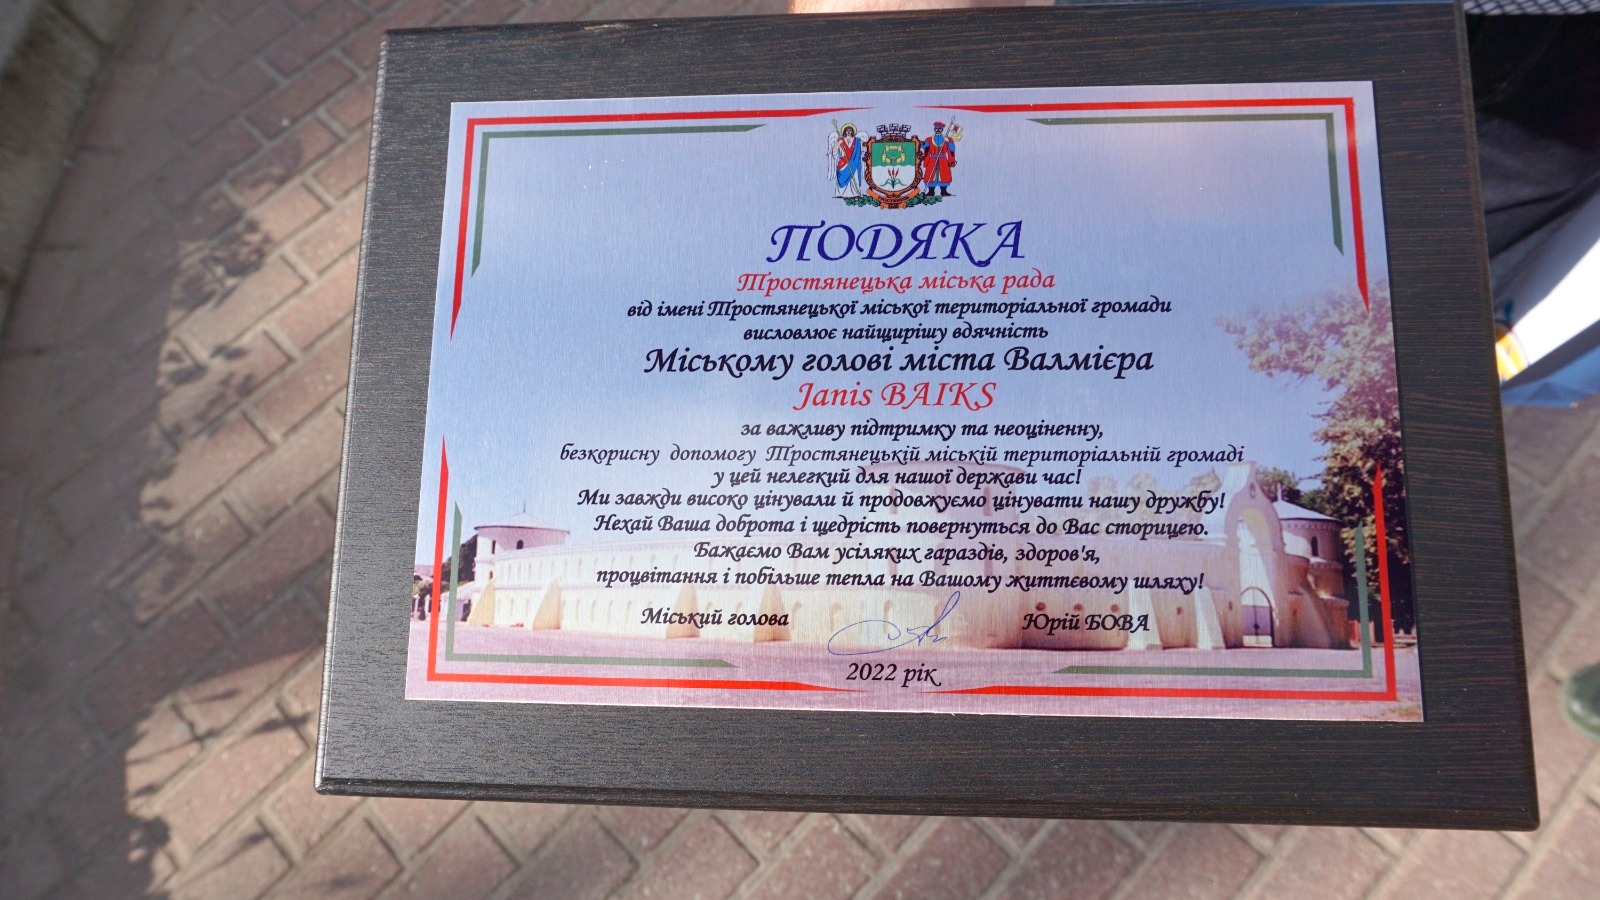 ПОДЯКА
Тростянецька міська рада
від імені Тростянецької міської територіальної громади
висловлює найщирішу вдячність
Міському голові міста Валмієра
Janis BAIKS
за важливу підтримку та неоціненну,
безкорисну допомогу Тростянецькій міській територіальній громаді
у цей нелегкий для нашої держави час!
Ми завжди високо цінували й продовжуємо цінувати нашу дружбу!
Нехай Ваша доброта і щедрість повернуться до Вас сторицею.
Бажаємо Вам усіляких гараздів, здоров'я,
процвітання і побільше тепла на Вашому життєвому шляху!
Міський голова Юрій БОВА
2022 рік